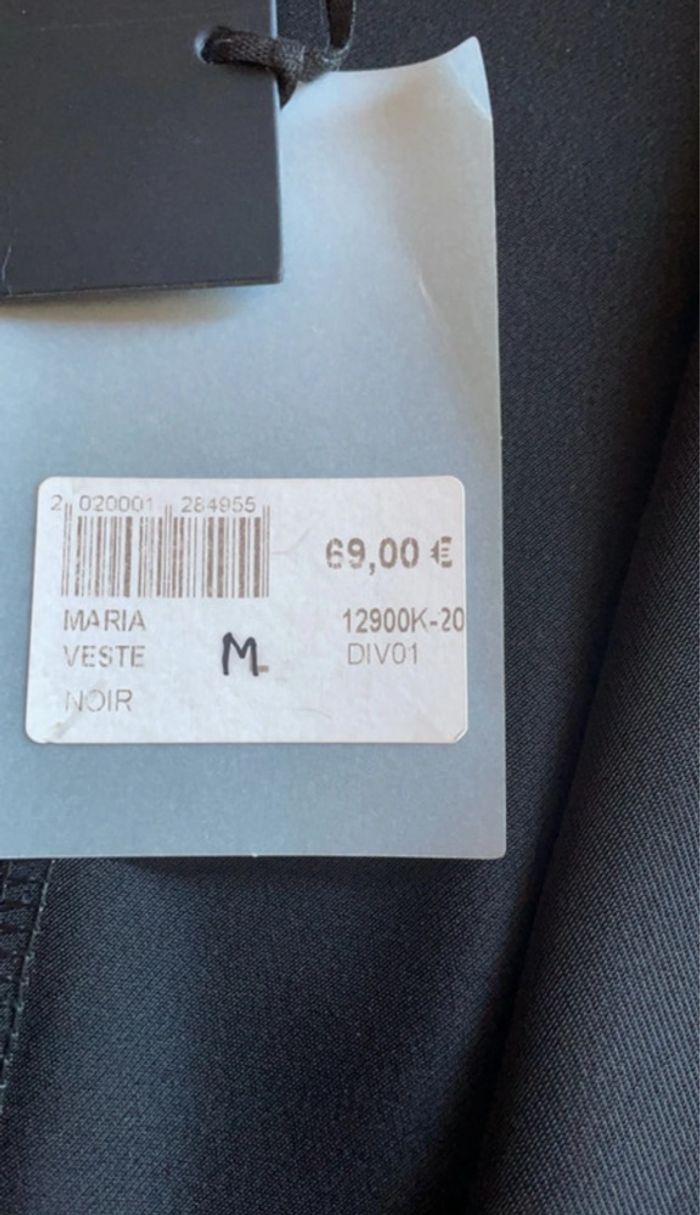 2 020001 284955
69,00 €
MARIA 12900K-20
VESTE M DIV01
NOIR